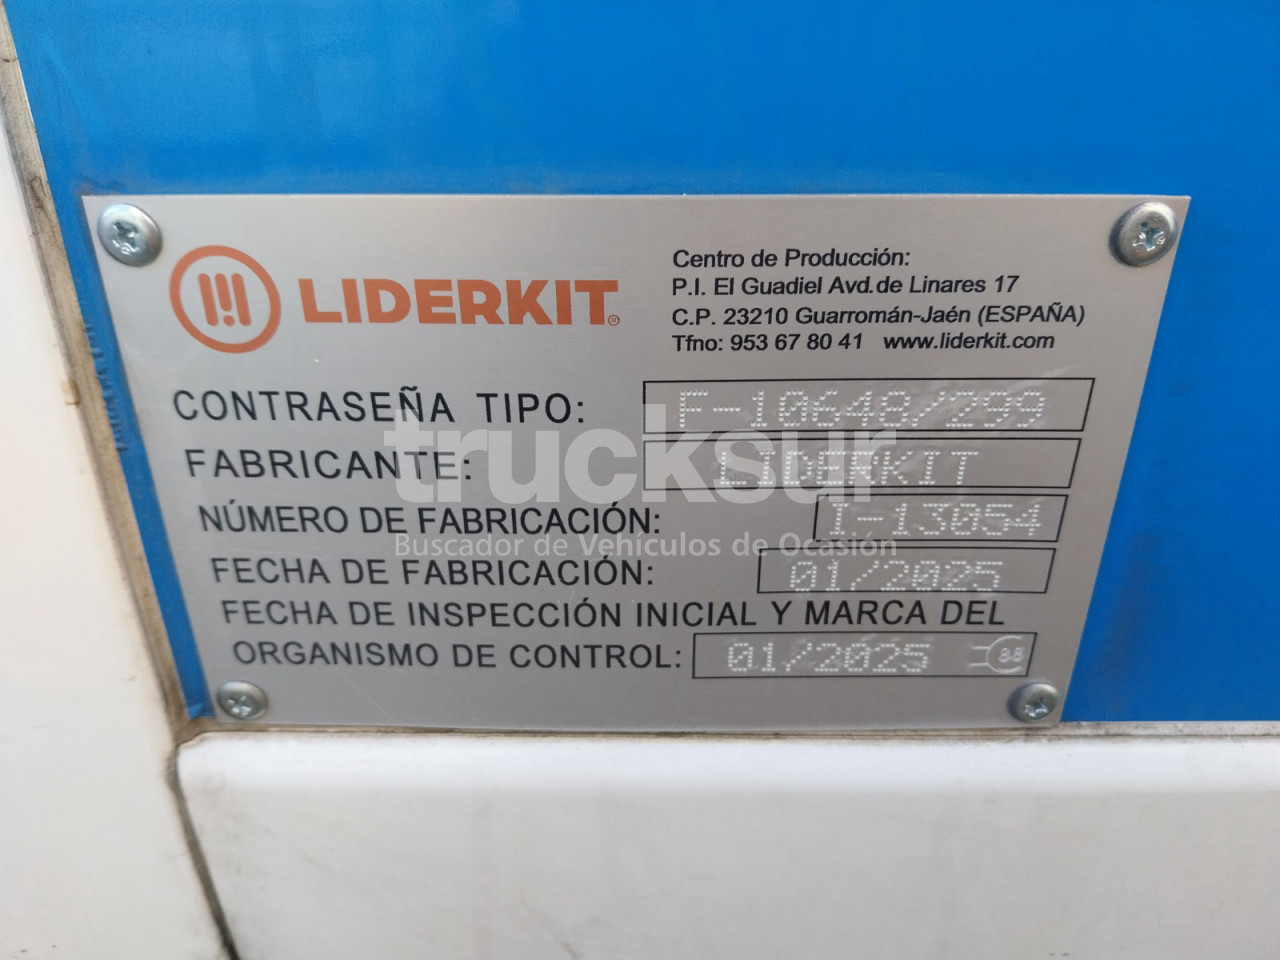 LIDERKIT®
Centro de Producción:
P.I. El Guadiel Avd. de Linares 17
C.P. 23210 Guarromán-Jaén (ESPAÑA)
Tfno: 953 67 80 41 www.liderkit.com
CONTRASEÑA TIPO: F-10648/299
FABRICANTE: LIDERKIT
NÚMERO DE FABRICACIÓN: I-13054
FECHA DE FABRICACIÓN: 01/2025
FECHA DE INSPECCIÓN INICIAL Y MARCA DEL
ORGANISMO DE CONTROL: 01/2025
trucksur
Buscador de Vehículos de Ocasión